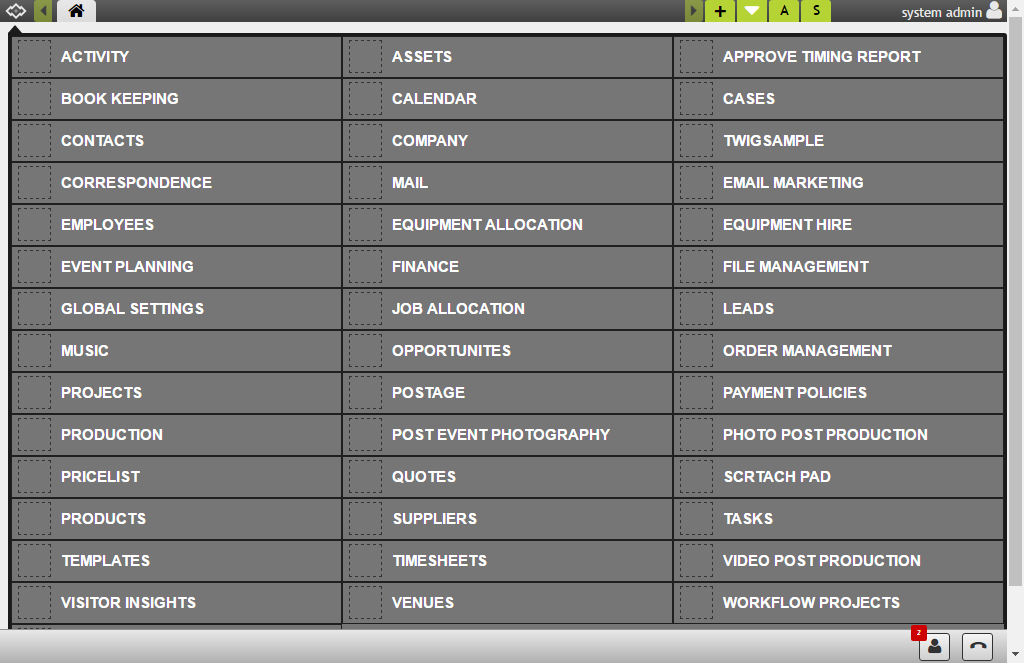 A S system admin
ACTIVITY ASSETS APPROVE TIMING REPORT
BOOK KEEPING CALENDAR CASES
CONTACTS COMPANY TWIGSAMPLE
CORRESPONDENCE MAIL EMAIL MARKETING
EMPLOYEES EQUIPMENT ALLOCATION EQUIPMENT HIRE
EVENT PLANNING FINANCE FILE MANAGEMENT
GLOBAL SETTINGS JOB ALLOCATION LEADS
MUSIC OPPORTUNITES ORDER MANAGEMENT
PROJECTS POSTAGE PAYMENT POLICIES
PRODUCTION POST EVENT PHOTOGRAPHY PHOTO POST PRODUCTION
PRICELIST QUOTES SCRTACH PAD
PRODUCTS SUPPLIERS TASKS
TEMPLATES TIMESHEETS VIDEO POST PRODUCTION
VISITOR INSIGHTS VENUES WORKFLOW PROJECTS
2